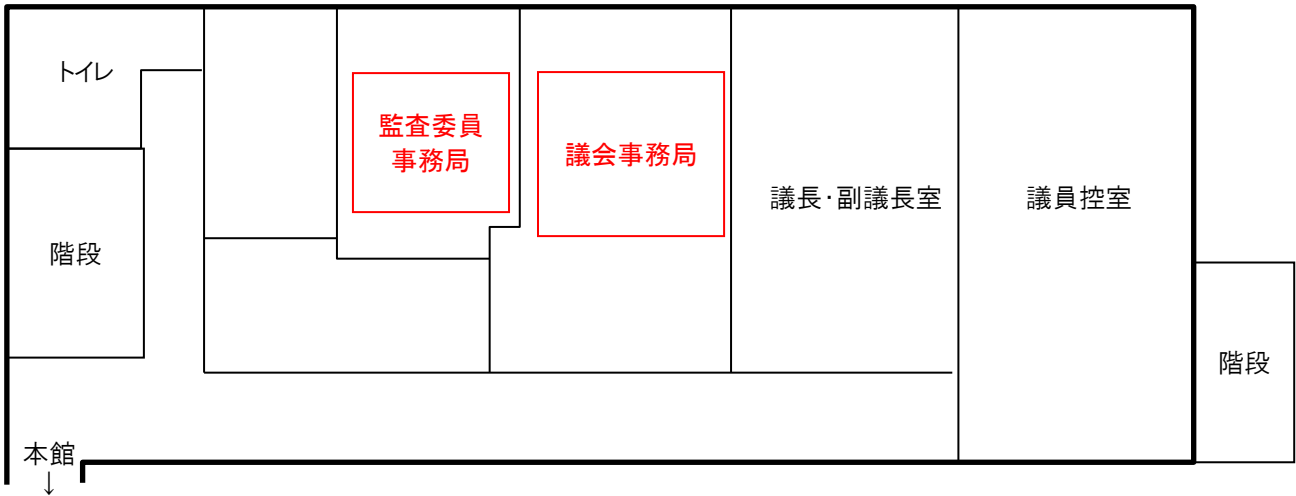 トイレ
監査委員
事務局
議会事務局
議長・副議長室
議員控室
階段
階段
本館
↓